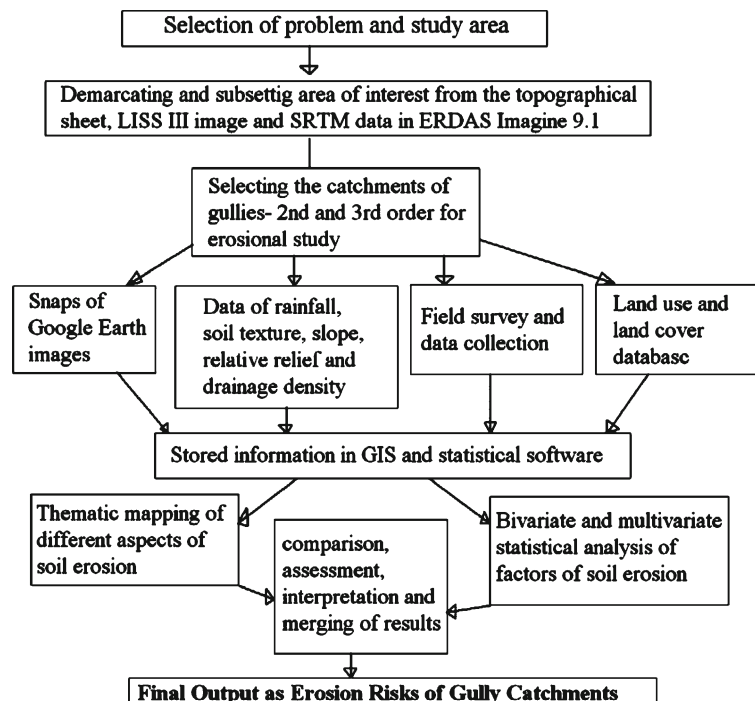 Selection of problem and study area
Demarcating and subsettig area of interest from the topographical
sheet, LISS III image and SRTM data in ERDAS Imagine 9.1
Selecting the catchments of
gullies- 2nd and 3rd order for
erosional study
Snaps of
Google Earth
images
Data of rainfall,
soil texture, slope,
relative relief and
drainage density
Field survey and
data collection
Land use and
land cover
databasc
Stored information in GIS and statistical software
Thematic mapping of
different aspects of
soil erosion
comparison,
assessment,
interpretation and
merging of results
Bivariate and multivariate
statistical analysis of
factors of soil erosion
Final Output as Erosion Risks of Gully Catchments